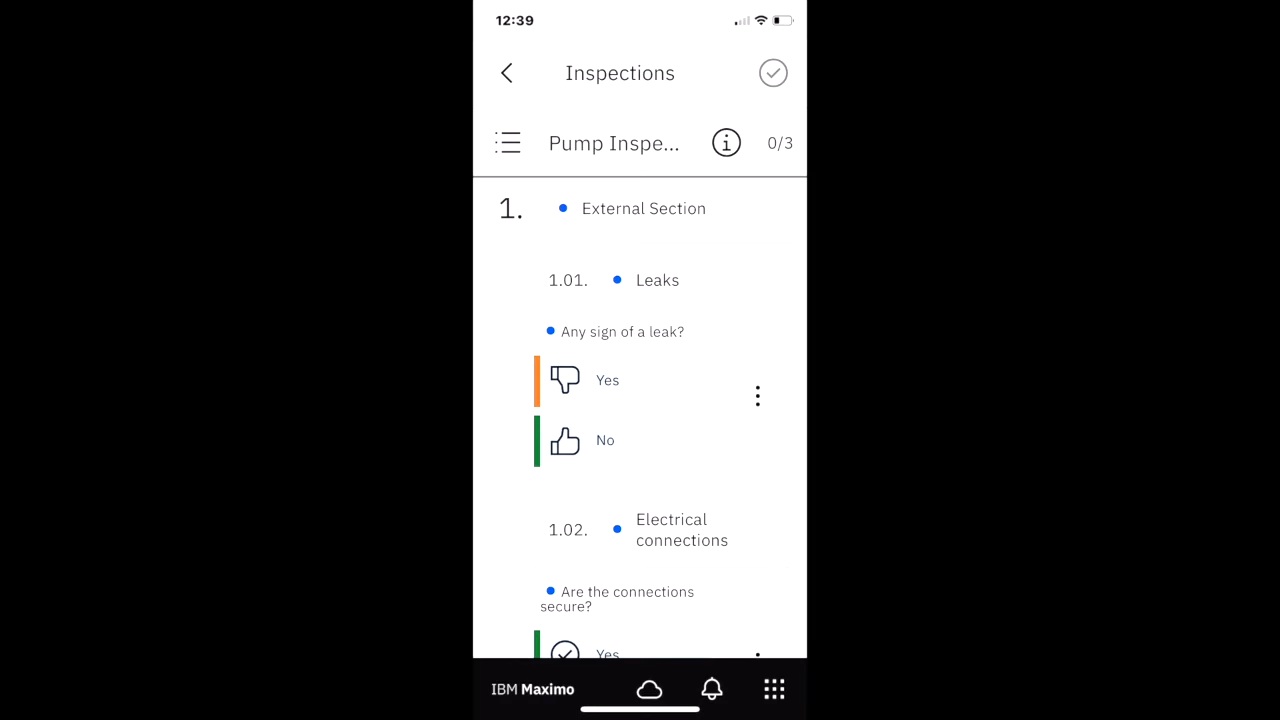 12:39
Inspections
Pump Inspe...
0/3
1.
External Section
1.01.
Leaks
Any sign of a leak?
Yes
No
1.02.
Electrical
connections
Are the connections
secure?
Yes
IBM Maximo